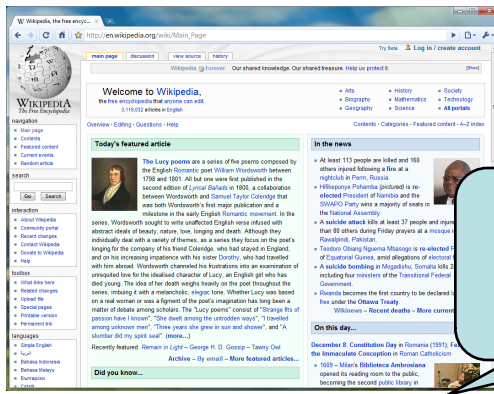 Wikipedia, the free encyc...
http://en.wikipedia.org/wiki/Main_Page
Try Beta Log in / create account
main page discussion view source history
Wikipedia Forever Our shared knowledge. Our shared treasure. Help us protect it. [Show]
WIKIPEDIA
The Free Encyclopedia
navigation
Main page
Contents
Featured content
Current events
Random article
search
Go Search
interaction
About Wikipedia
Community portal
Recent changes
Contact Wikipedia
Donate to Wikipedia
Help
toolbox
What links here
Related changes
Upload file
Special pages
Printable version
Permanent link
languages
Simple English
العربية
Bahasa Indonesia
Bahasa Melayu
Български
Català
Welcome to Wikipedia,
the free encyclopedia that anyone can edit.
3,118,032 articles in English
Arts
Biography
Geography
History
Mathematics
Science
Society
Technology
All portals
Overview · Editing · Questions · Help
Contents · Categories · Featured content · A–Z index
Today's featured article
The Lucy poems are a series of five poems composed by
the English Romantic poet William Wordsworth between
1798 and 1801. All but one were first published in the
second edition of Lyrical Ballads in 1800, a collaboration
between Wordsworth and Samuel Taylor Coleridge that
was both Wordsworth's first major publication and a
milestone in the early English Romantic movement. In the
series, Wordsworth sought to write unaffected English verse infused with
abstract ideals of beauty, nature, love, longing and death. Although they
individually deal with a variety of themes, as a series they focus on the poet's
longing for the company of his friend Coleridge, who had stayed in England,
and on his increasing impatience with his sister Dorothy, who had travelled
with him abroad. Wordsworth channeled his frustrations into an examination of
unrequited love for the idealised character of Lucy, an English girl who has
died young. The idea of her death weighs heavily on the poet throughout the
series, imbuing it with a melancholic, elegiac tone. Whether Lucy was based
on a real woman or was a figment of the poet's imagination has long been a
matter of debate among scholars. The "Lucy poems" consist of "Strange fits of
passion have I known", "She dwelt among the untrodden ways", "I travelled
among unknown men", "Three years she grew in sun and shower", and "A
slumber did my spirit seal". (more...)
Recently featured: Remain in Light – George H. D. Gossip – Tawny Owl
Archive – By email – More featured articles...
Did you know...
In the news
At least 113 people are killed and 160
others injured following a fire at a
nightclub in Perm, Russia.
Hifikepunye Pohamba (pictured) is re-
elected President of Namibia and the
SWAPO Party wins a majority of seats in
the National Assembly.
A suicide attack kills at least 37 people and injure
than 80 others during Friday prayers at a mosque i
Rawalpindi, Pakistan.
Teodoro Obiang Nguema Mbasogo is re-elected P
of Equatorial Guinea, amid allegations of electoral f
A suicide bombing in Mogadishu, Somalia kills 2
including four ministers of the Transitional Federal
Government.
Rwanda becomes the first country to be declared l
free under the Ottawa Treaty.
Wikinews – Recent deaths – More current
On this day...
December 8: Constitution Day in Romania (1991); Fe
the Immaculate Conception in Roman Catholicism
1609 – Milan's Biblioteca Ambrosiana
opened its reading room to the public,
becoming the second public library in